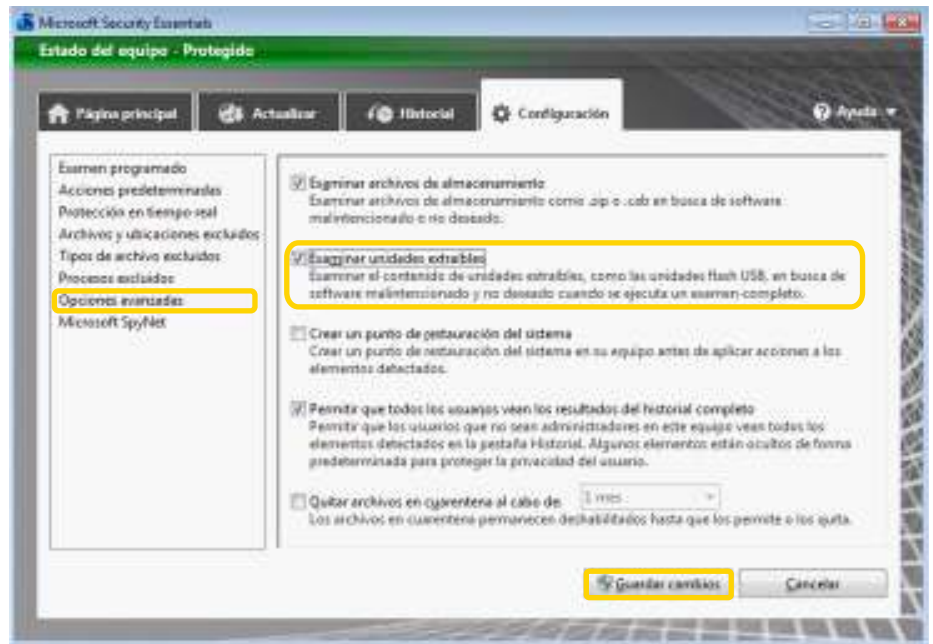 Microsoft Security Essentials
Estado del equipo - Protegido
Página principal
Actualizar
Historial
Configuración
Ayuda
Examen programado
Acciones predeterminadas
Protección en tiempo real
Archivos y ubicaciones excluidos
Tipos de archivo excluidos
Procesos excluidos
Opciones avanzadas
Microsoft SpyNet
Examinar archivos de almacenamiento
Examinar archivos de almacenamiento como .zip o .cab en busca de software
malintencionado o no deseado.
Examinar unidades extraíbles
Examinar el contenido de unidades extraíbles, como las unidades flash USB, en busca de
software malintencionado y no deseado cuando se ejecuta un examen completo.
Crear un punto de restauración del sistema
Crear un punto de restauración del sistema en su equipo antes de aplicar acciones a los
elementos detectados.
Permitir que todos los usuarios vean los resultados del historial completo
Permitir que los usuarios que no sean administradores en este equipo vean todos los
elementos detectados en la pestaña Historial. Algunos elementos están ocultos de forma
predeterminada para proteger la privacidad del usuario.
Quitar archivos en cuarentena al cabo de: 1 mes
Los archivos en cuarentena permanecen deshabilitados hasta que los permite o los quita.
Guardar cambios
Cancelar